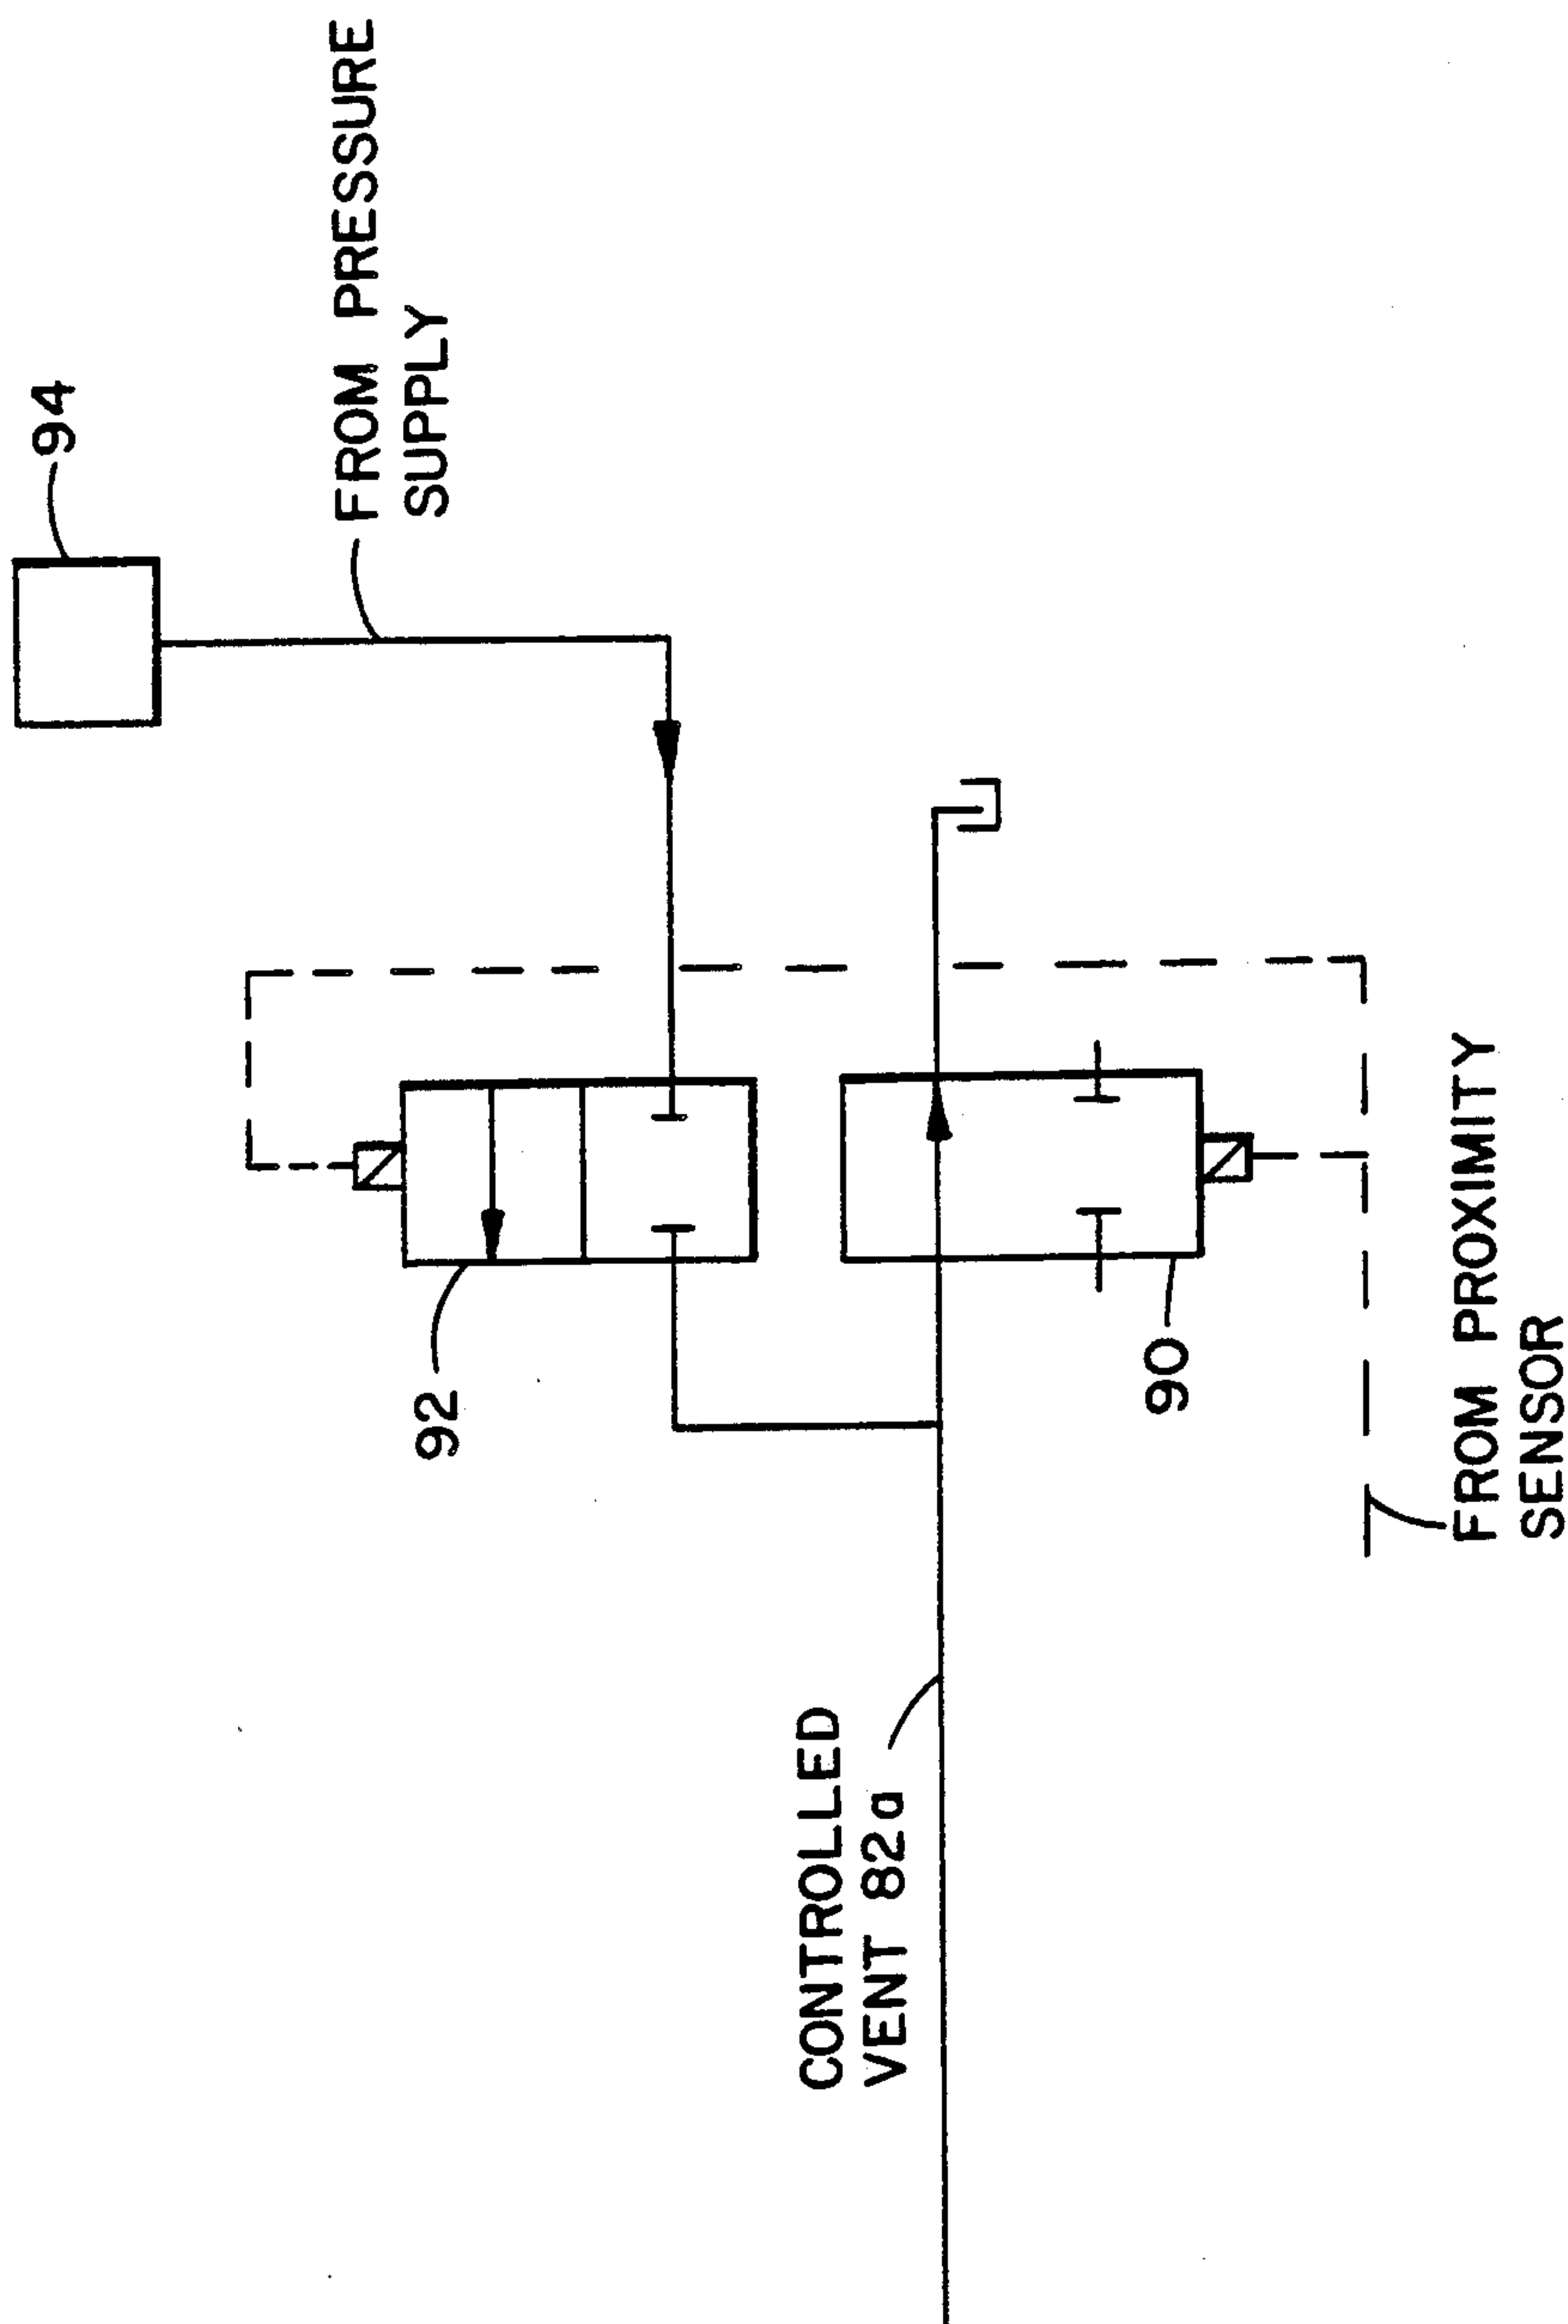 94
FROM PRESSURE
SUPPLY
92
90
CONTROLLED
VENT 82a
FROM PROXIMITY
SENSOR